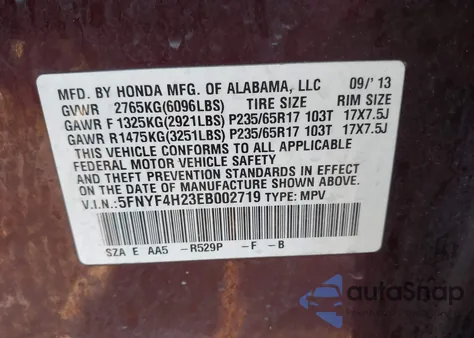 MFD. BY HONDA MFG. OF ALABAMA, LLC 09/'13
GVWR 2765KG(6096LBS) TIRE SIZE RIM SIZE
GAWR F 1325KG(2921LBS) P235/65R17 103T 17X7.5J
GAWR R1475KG(3251LBS) P235/65R17 103T 17X7.5J
THIS VEHICLE CONFORMS TO ALL APPLICABLE
FEDERAL MOTOR VEHICLE SAFETY
AND THEFT PREVENTION STANDARDS IN EFFECT
ON THE DATE OF MANUFACTURE SHOWN ABOVE.
V.I.N.: 5FNYF4H23EB002719 TYPE: MPV
SZA E AA5 -R529P -F -B
autoSnap